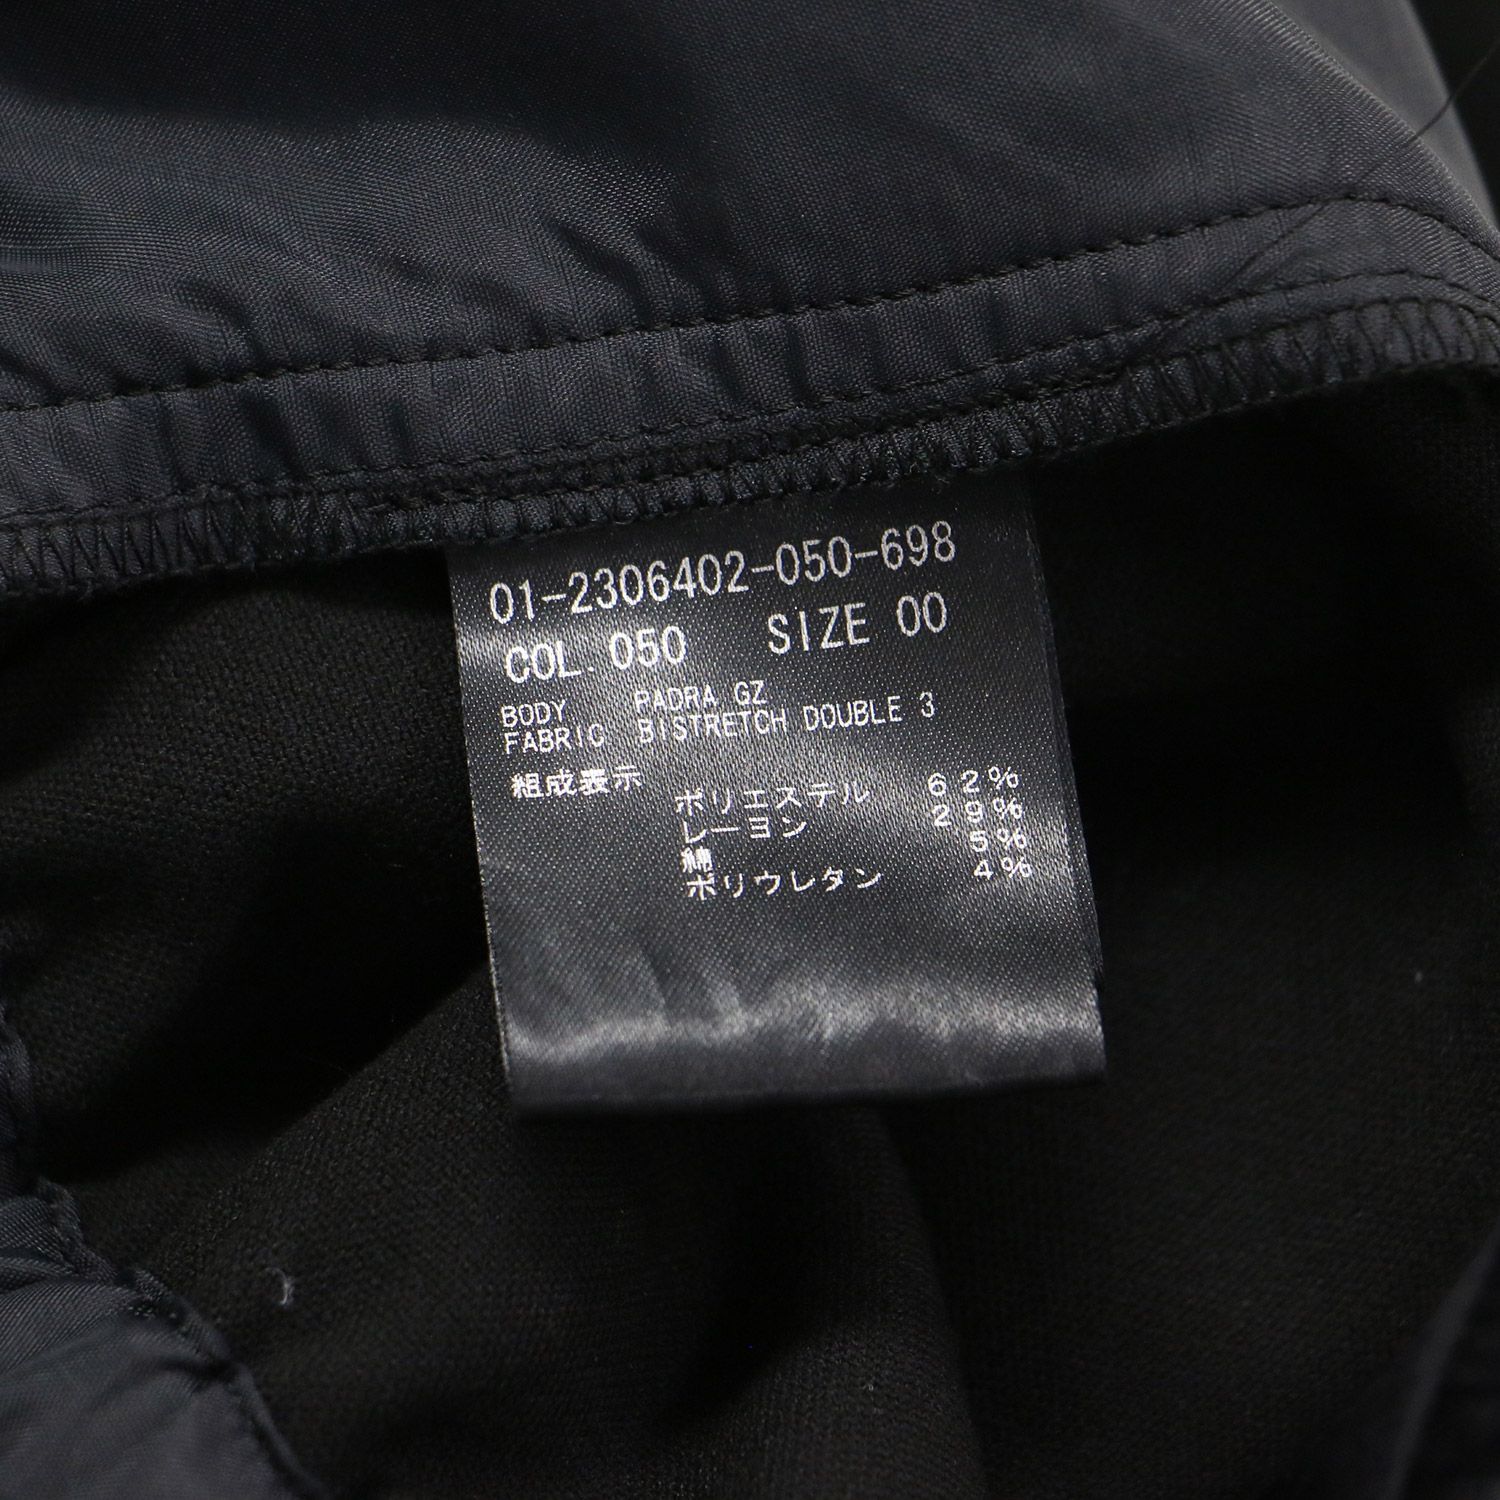 01-2306402-050-698
COL. 050 SIZE 00
BODY PADRA GZ
FABRIC BISTRETCH DOUBLE 3
組成表示
ポリエステル 62%
レーヨン 29%
綿 5%
ポリウレタン 4%